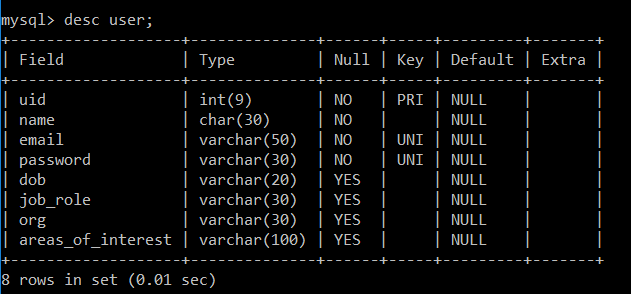 mysql> desc user;
+-------------------+--------------+------+-----+---------+-------+
| Field             | Type         | Null | Key | Default | Extra |
+-------------------+--------------+------+-----+---------+-------+
| uid               | int(9)       | NO   | PRI | NULL    |       |
| name              | char(30)     | NO   |     | NULL    |       |
| email             | varchar(50)  | NO   | UNI | NULL    |       |
| password          | varchar(30)  | NO   | UNI | NULL    |       |
| dob               | varchar(20)  | YES  |     | NULL    |       |
| job_role          | varchar(30)  | YES  |     | NULL    |       |
| org               | varchar(30)  | YES  |     | NULL    |       |
| areas_of_interest | varchar(100) | YES  |     | NULL    |       |
+-------------------+--------------+------+-----+---------+-------+
8 rows in set (0.01 sec)